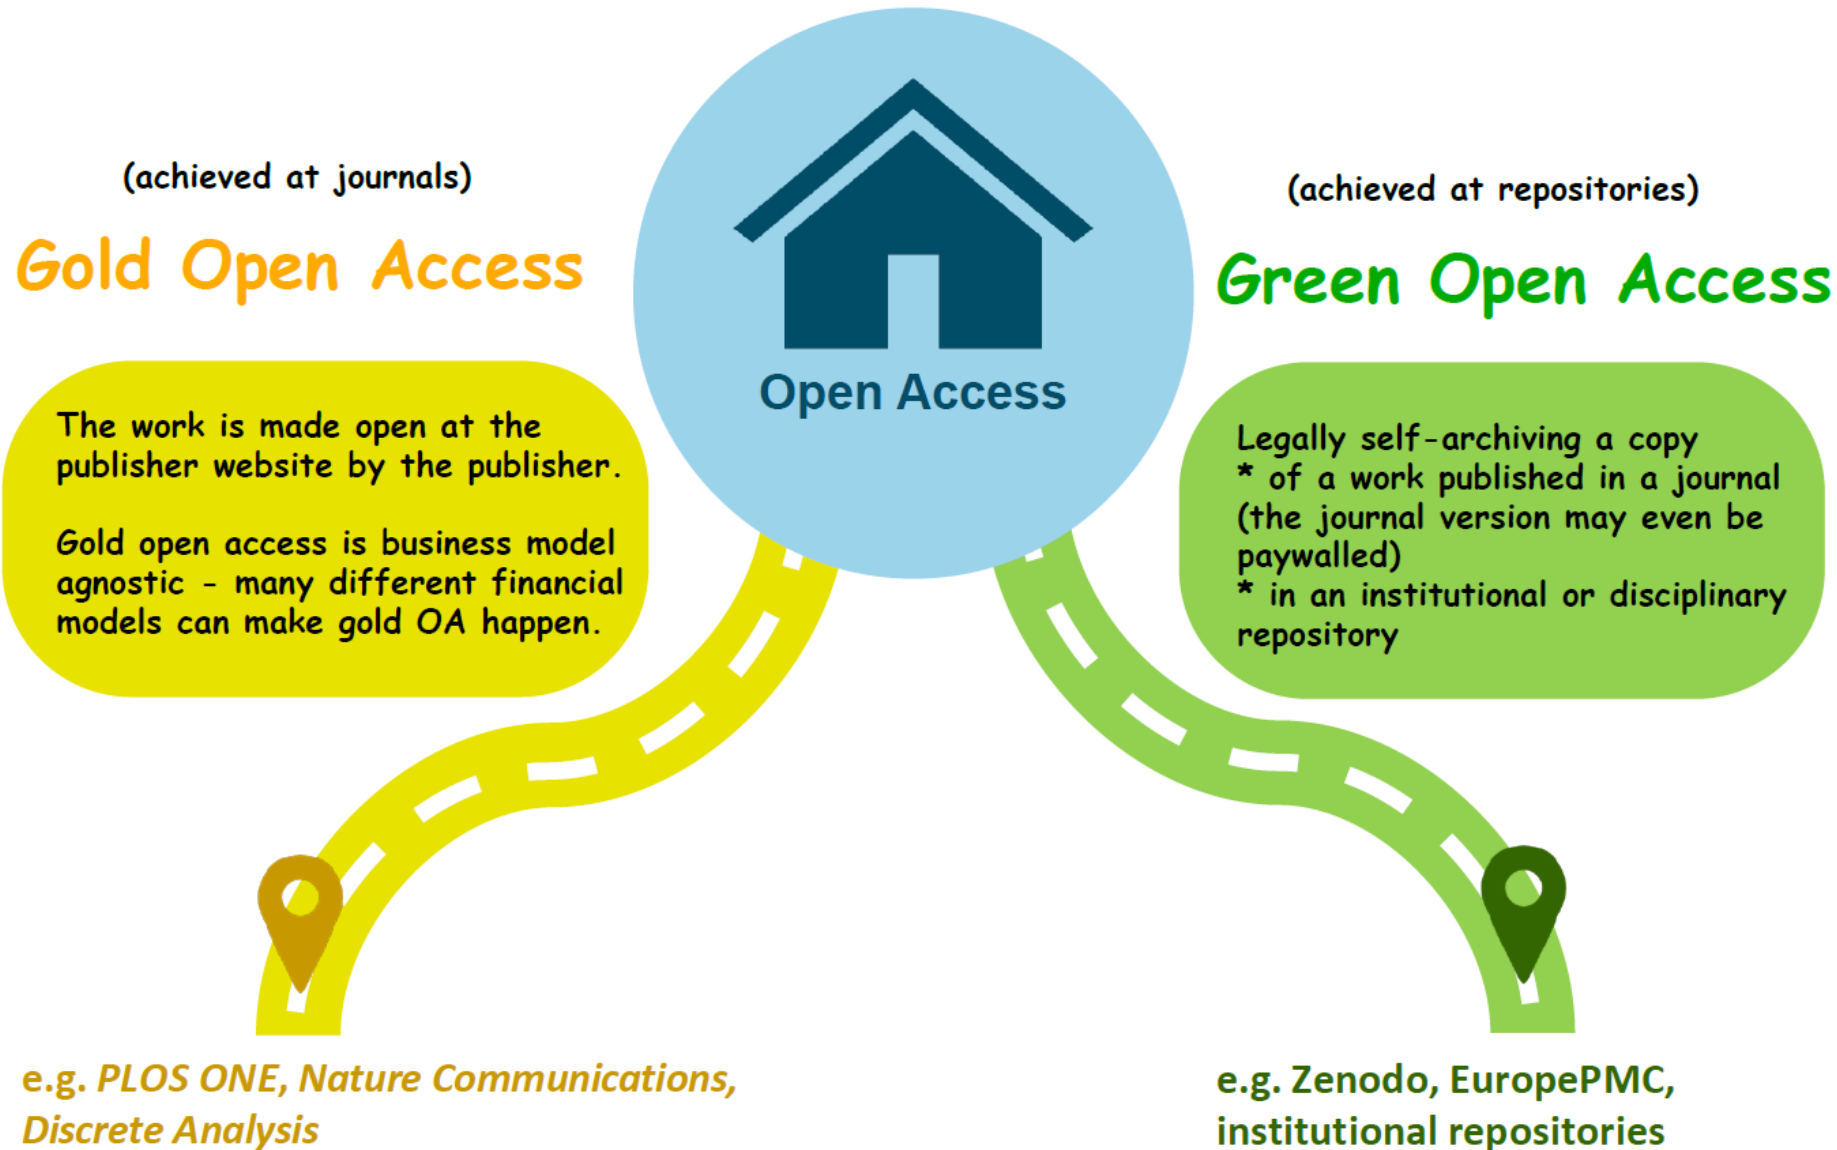 (achieved at journals)
Gold Open Access
The work is made open at the
publisher website by the publisher.
Gold open access is business model
agnostic - many different financial
models can make gold OA happen.
e.g. PLOS ONE, Nature Communications,
Discrete Analysis
Open Access
(achieved at repositories)
Green Open Access
Legally self-archiving a copy
* of a work published in a journal
(the journal version may even be
paywalled)
* in an institutional or disciplinary
repository
e.g. Zenodo, EuropePMC,
institutional repositories